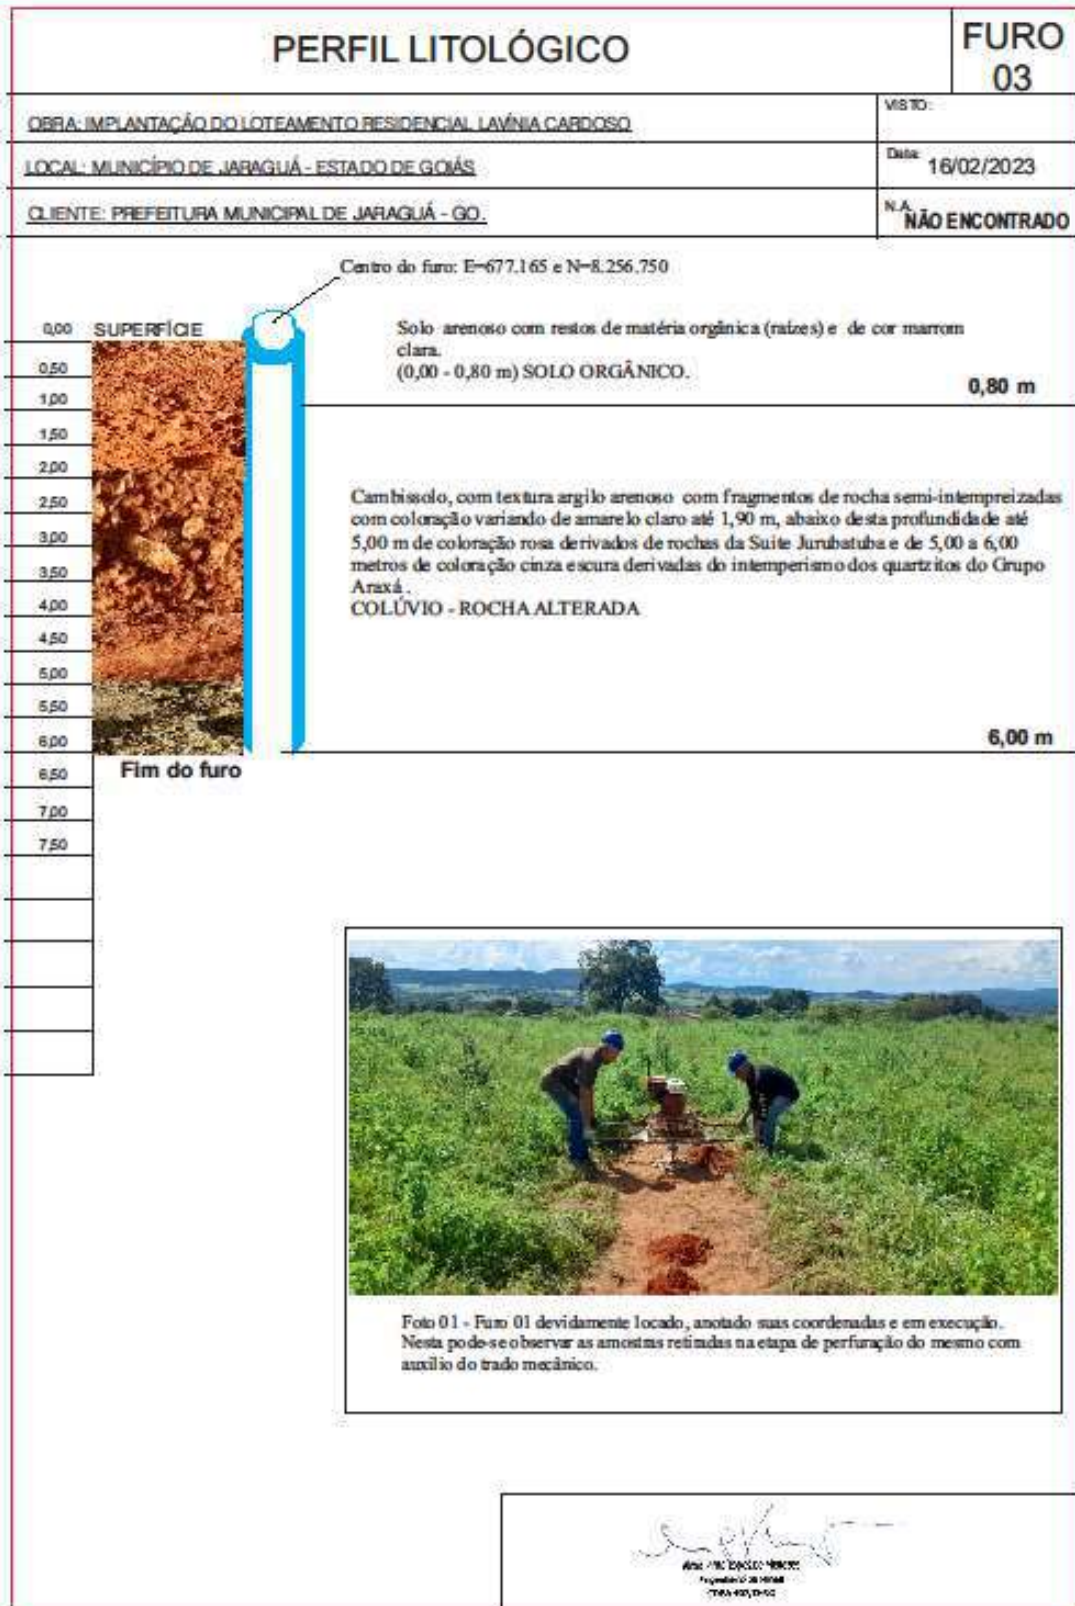 PERFIL LITOLÓGICO
FURO
03
OBRA: IMPLANTAÇÃO DO LOTEAMENTO RESIDENCIAL LAVÍNIA CARDOSO
VISTO:
LOCAL: MUNICÍPIO DE JARAGUÁ - ESTADO DE GOIÁS
Data: 16/02/2023
CLIENTE: PREFEITURA MUNICIPAL DE JARAGUÁ - GO.
N.A. NÃO ENCONTRADO
Centro do furo: E=677.165 e N=8.256.750
0,00 SUPERFÍCIE
Solo arenoso com restos de matéria orgânica (raízes) e de cor marrom
clara.
(0,00 - 0,80 m) SOLO ORGÂNICO.
0,80 m
0,50
1,00
1,50
2,00
2,50
3,00
3,50
4,00
4,50
5,00
5,50
6,00
6,50
7,00
7,50
Cambissolo, com textura argilo arenoso com fragmentos de rocha semi-intempreizadas
com coloração variando de amarelo claro até 1,90 m, abaixo desta profundidade até
5,00 m de coloração rosa derivados de rochas da Suite Jurubatuba e de 5,00 a 6,00
metros de coloração cinza escura derivadas do intemperismo dos quartzitos do Grupo
Araxá .
COLÚVIO - ROCHA ALTERADA
6,00 m
Fim do furo
Foto 01 - Furo 01 devidamente locado, anotado suas coordenadas e em execução.
Nesta pode-se observar as amostras retiradas na etapa de perfuração do mesmo com
auxilio do trado mecânico.